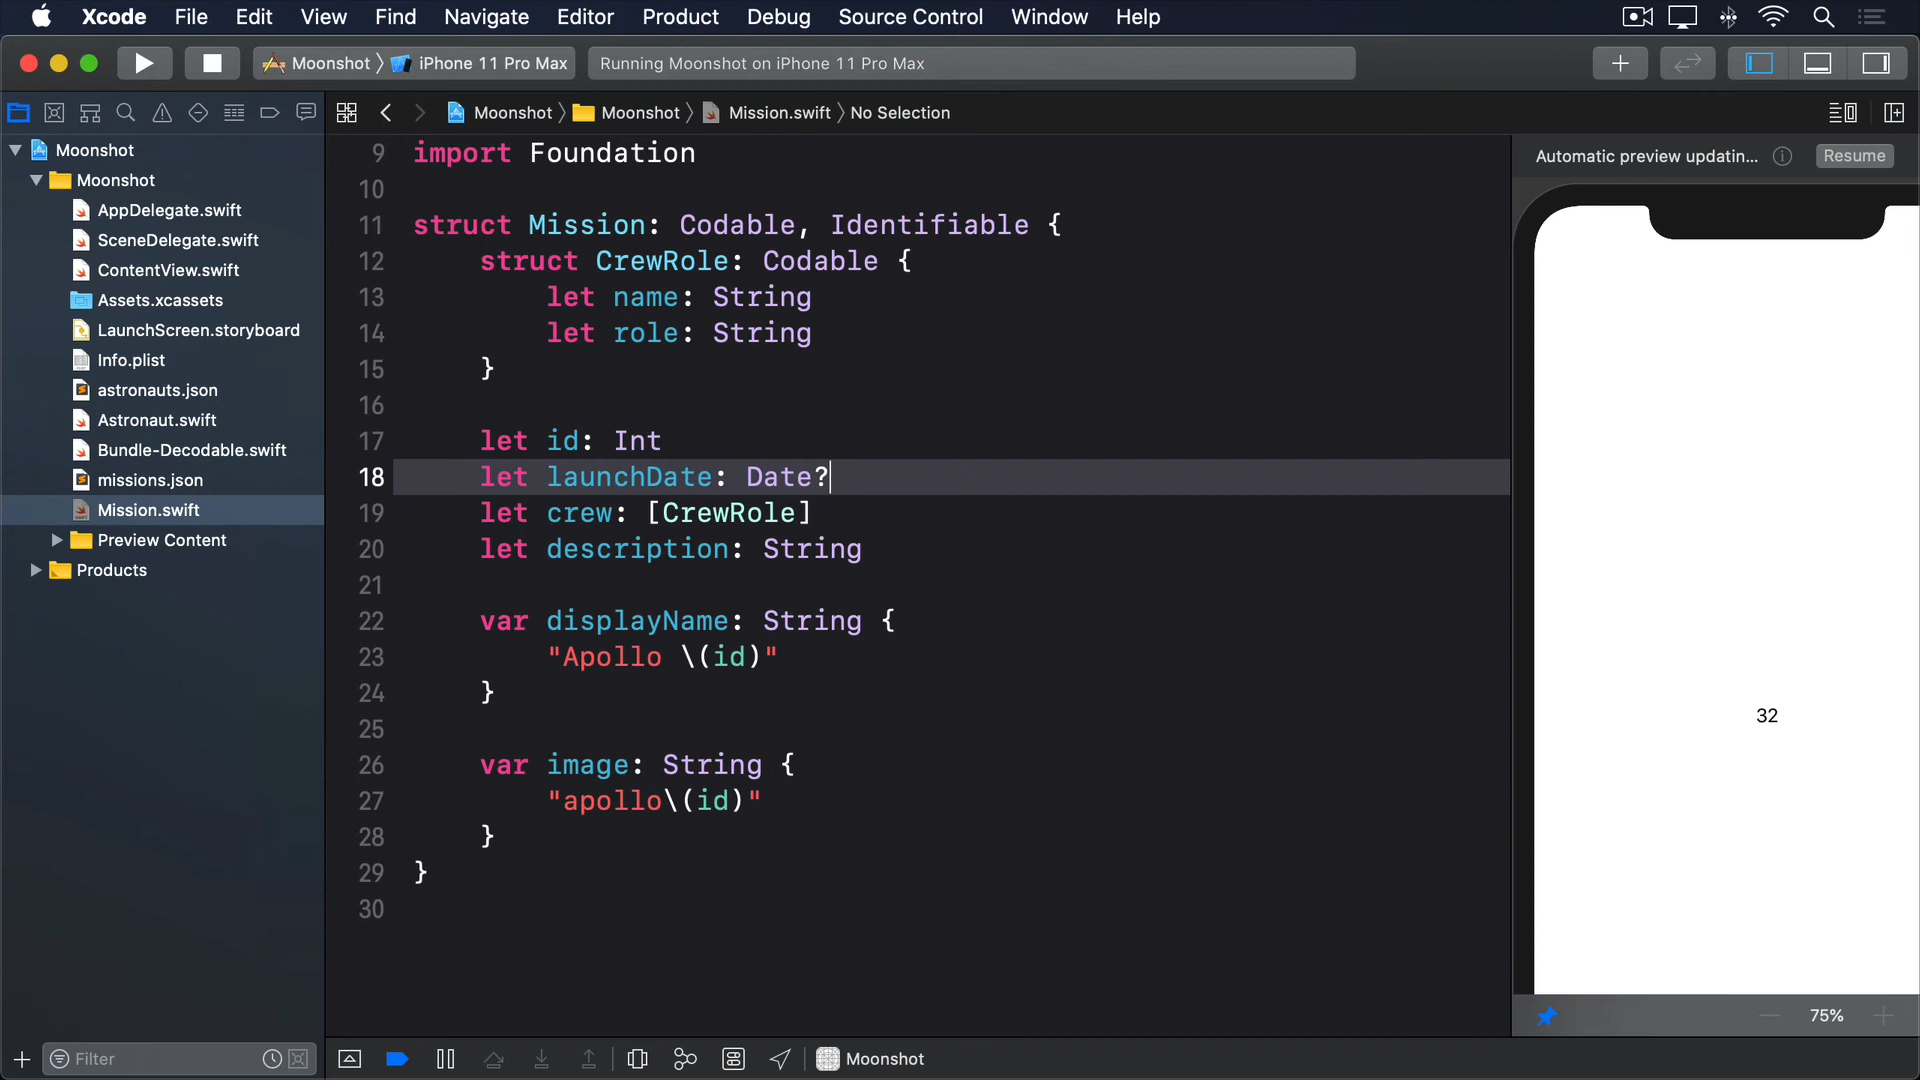 Xcode File Edit View Find Navigate Editor Product Debug Source Control Window Help
Moonshot iPhone 11 Pro Max
Running Moonshot on iPhone 11 Pro Max
Moonshot Moonshot Mission.swift No Selection
Moonshot
Moonshot
AppDelegate.swift
SceneDelegate.swift
ContentView.swift
Assets.xcassets
LaunchScreen.storyboard
Info.plist
astronauts.json
Astronaut.swift
Bundle-Decodable.swift
missions.json
Mission.swift
Preview Content
Products
Filter
9 import Foundation
10
11 struct Mission: Codable, Identifiable {
12 struct CrewRole: Codable {
13 let name: String
14 let role: String
15 }
16
17 let id: Int
18 let launchDate: Date?
19 let crew: [CrewRole]
20 let description: String
21
22 var displayName: String {
23 "Apollo \(id)"
24 }
25
26 var image: String {
27 "apollo\(id)"
28 }
29 }
30
Automatic preview updatin... Resume
32
75%
Moonshot